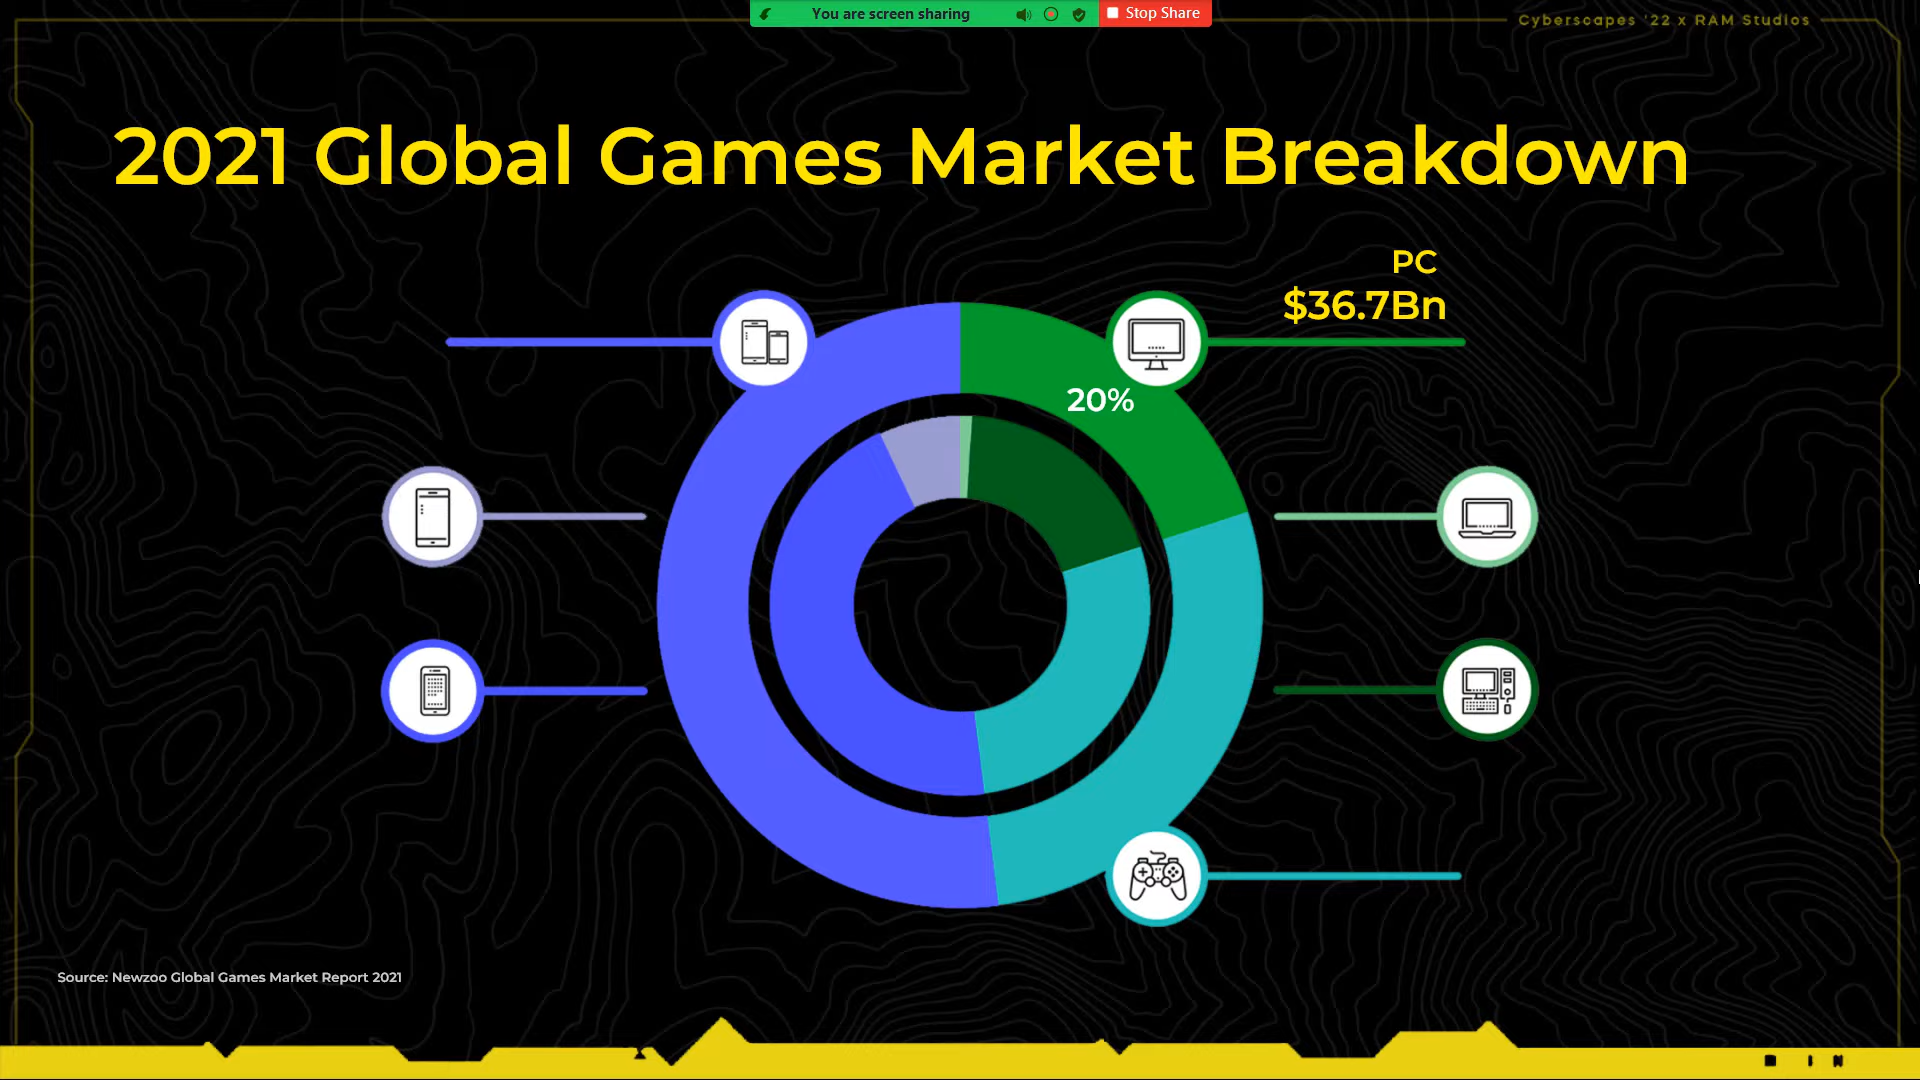 You are screen sharing
Stop Share
Cyberscapes '22 x RAM Studios
2021 Global Games Market Breakdown
PC
$36.7Bn
20%
Source: Newzoo Global Games Market Report 2021